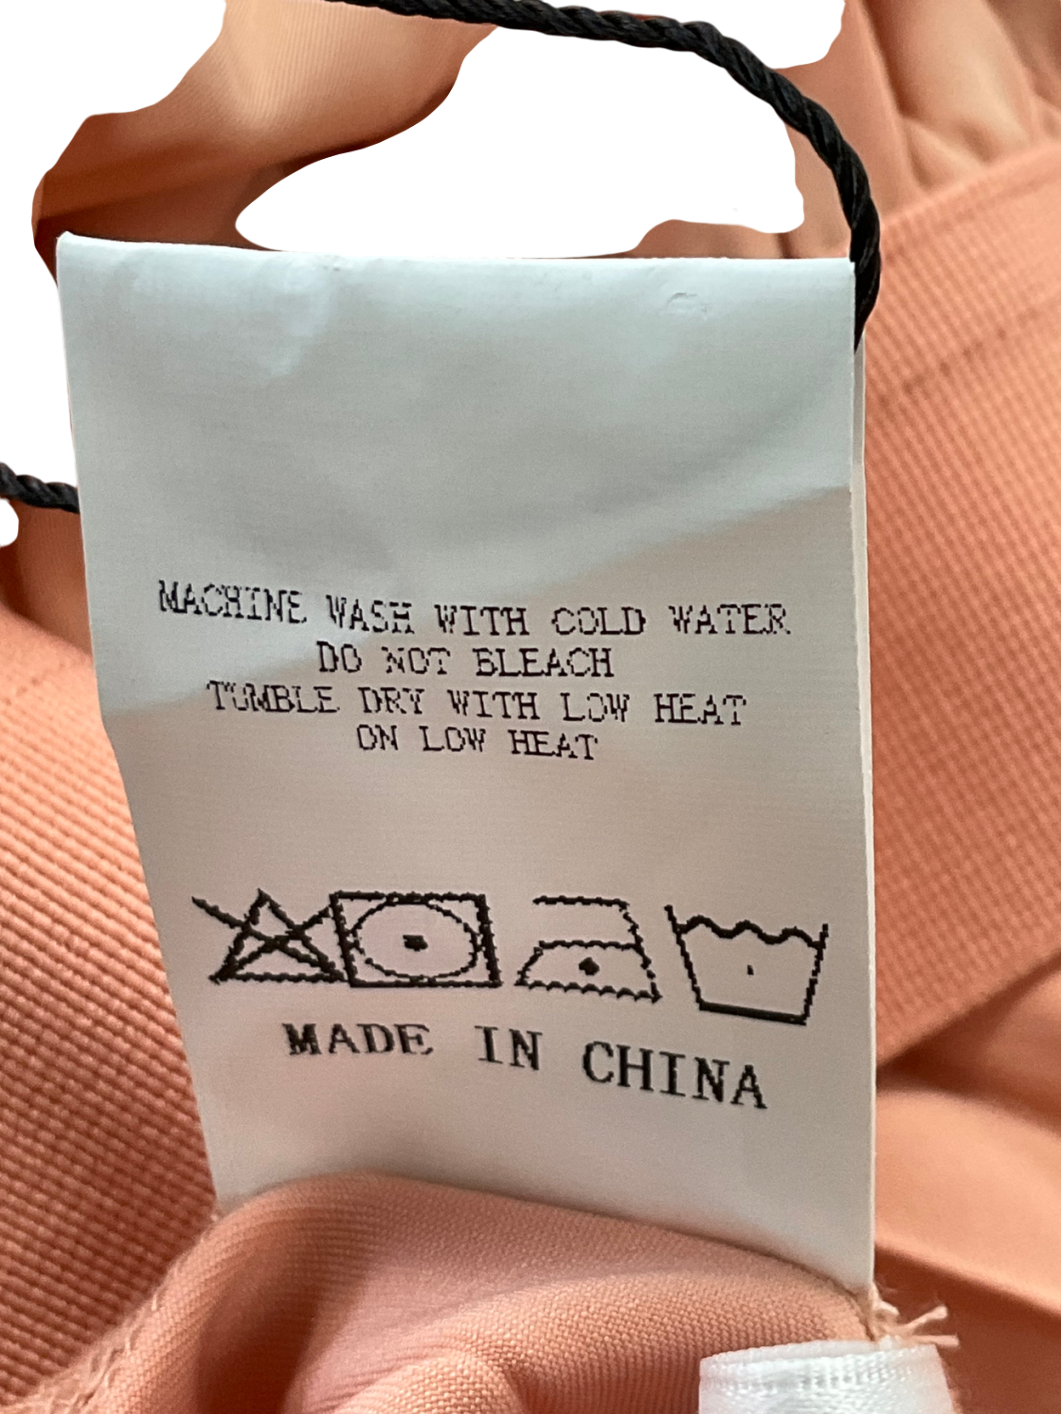 MACHINE WASH WITH COLD WATER
DO NOT BLEACH
TUMBLE DRY WITH LOW HEAT
ON LOW HEAT
MADE IN CHINA